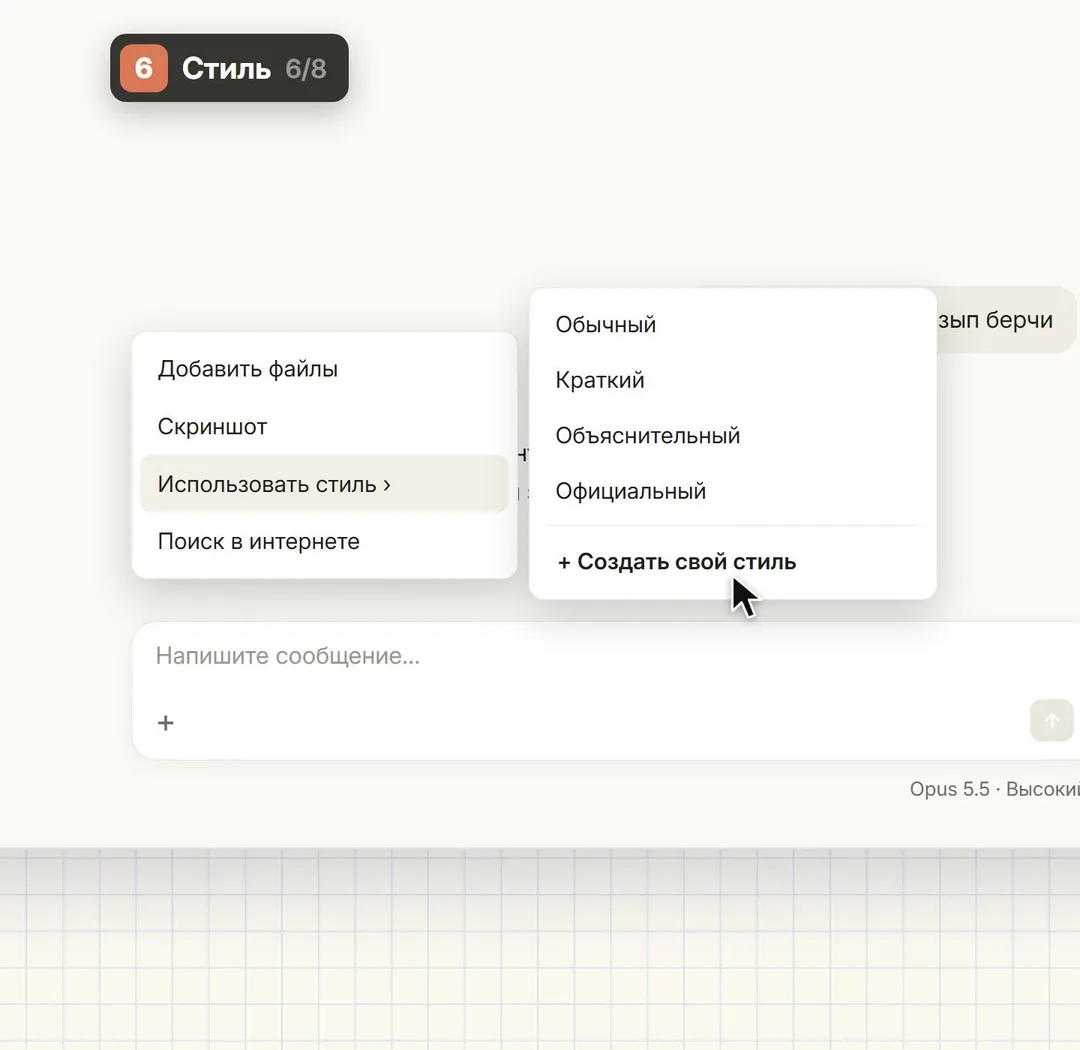 6 Стиль 6/8
зып берчи
Добавить файлы
Скриншот
Использовать стиль ›
Поиск в интернете
Обычный
Краткий
Объяснительный
Официальный
+ Создать свой стиль
Напишите сообщение...
+
Opus 5.5 · Высокий